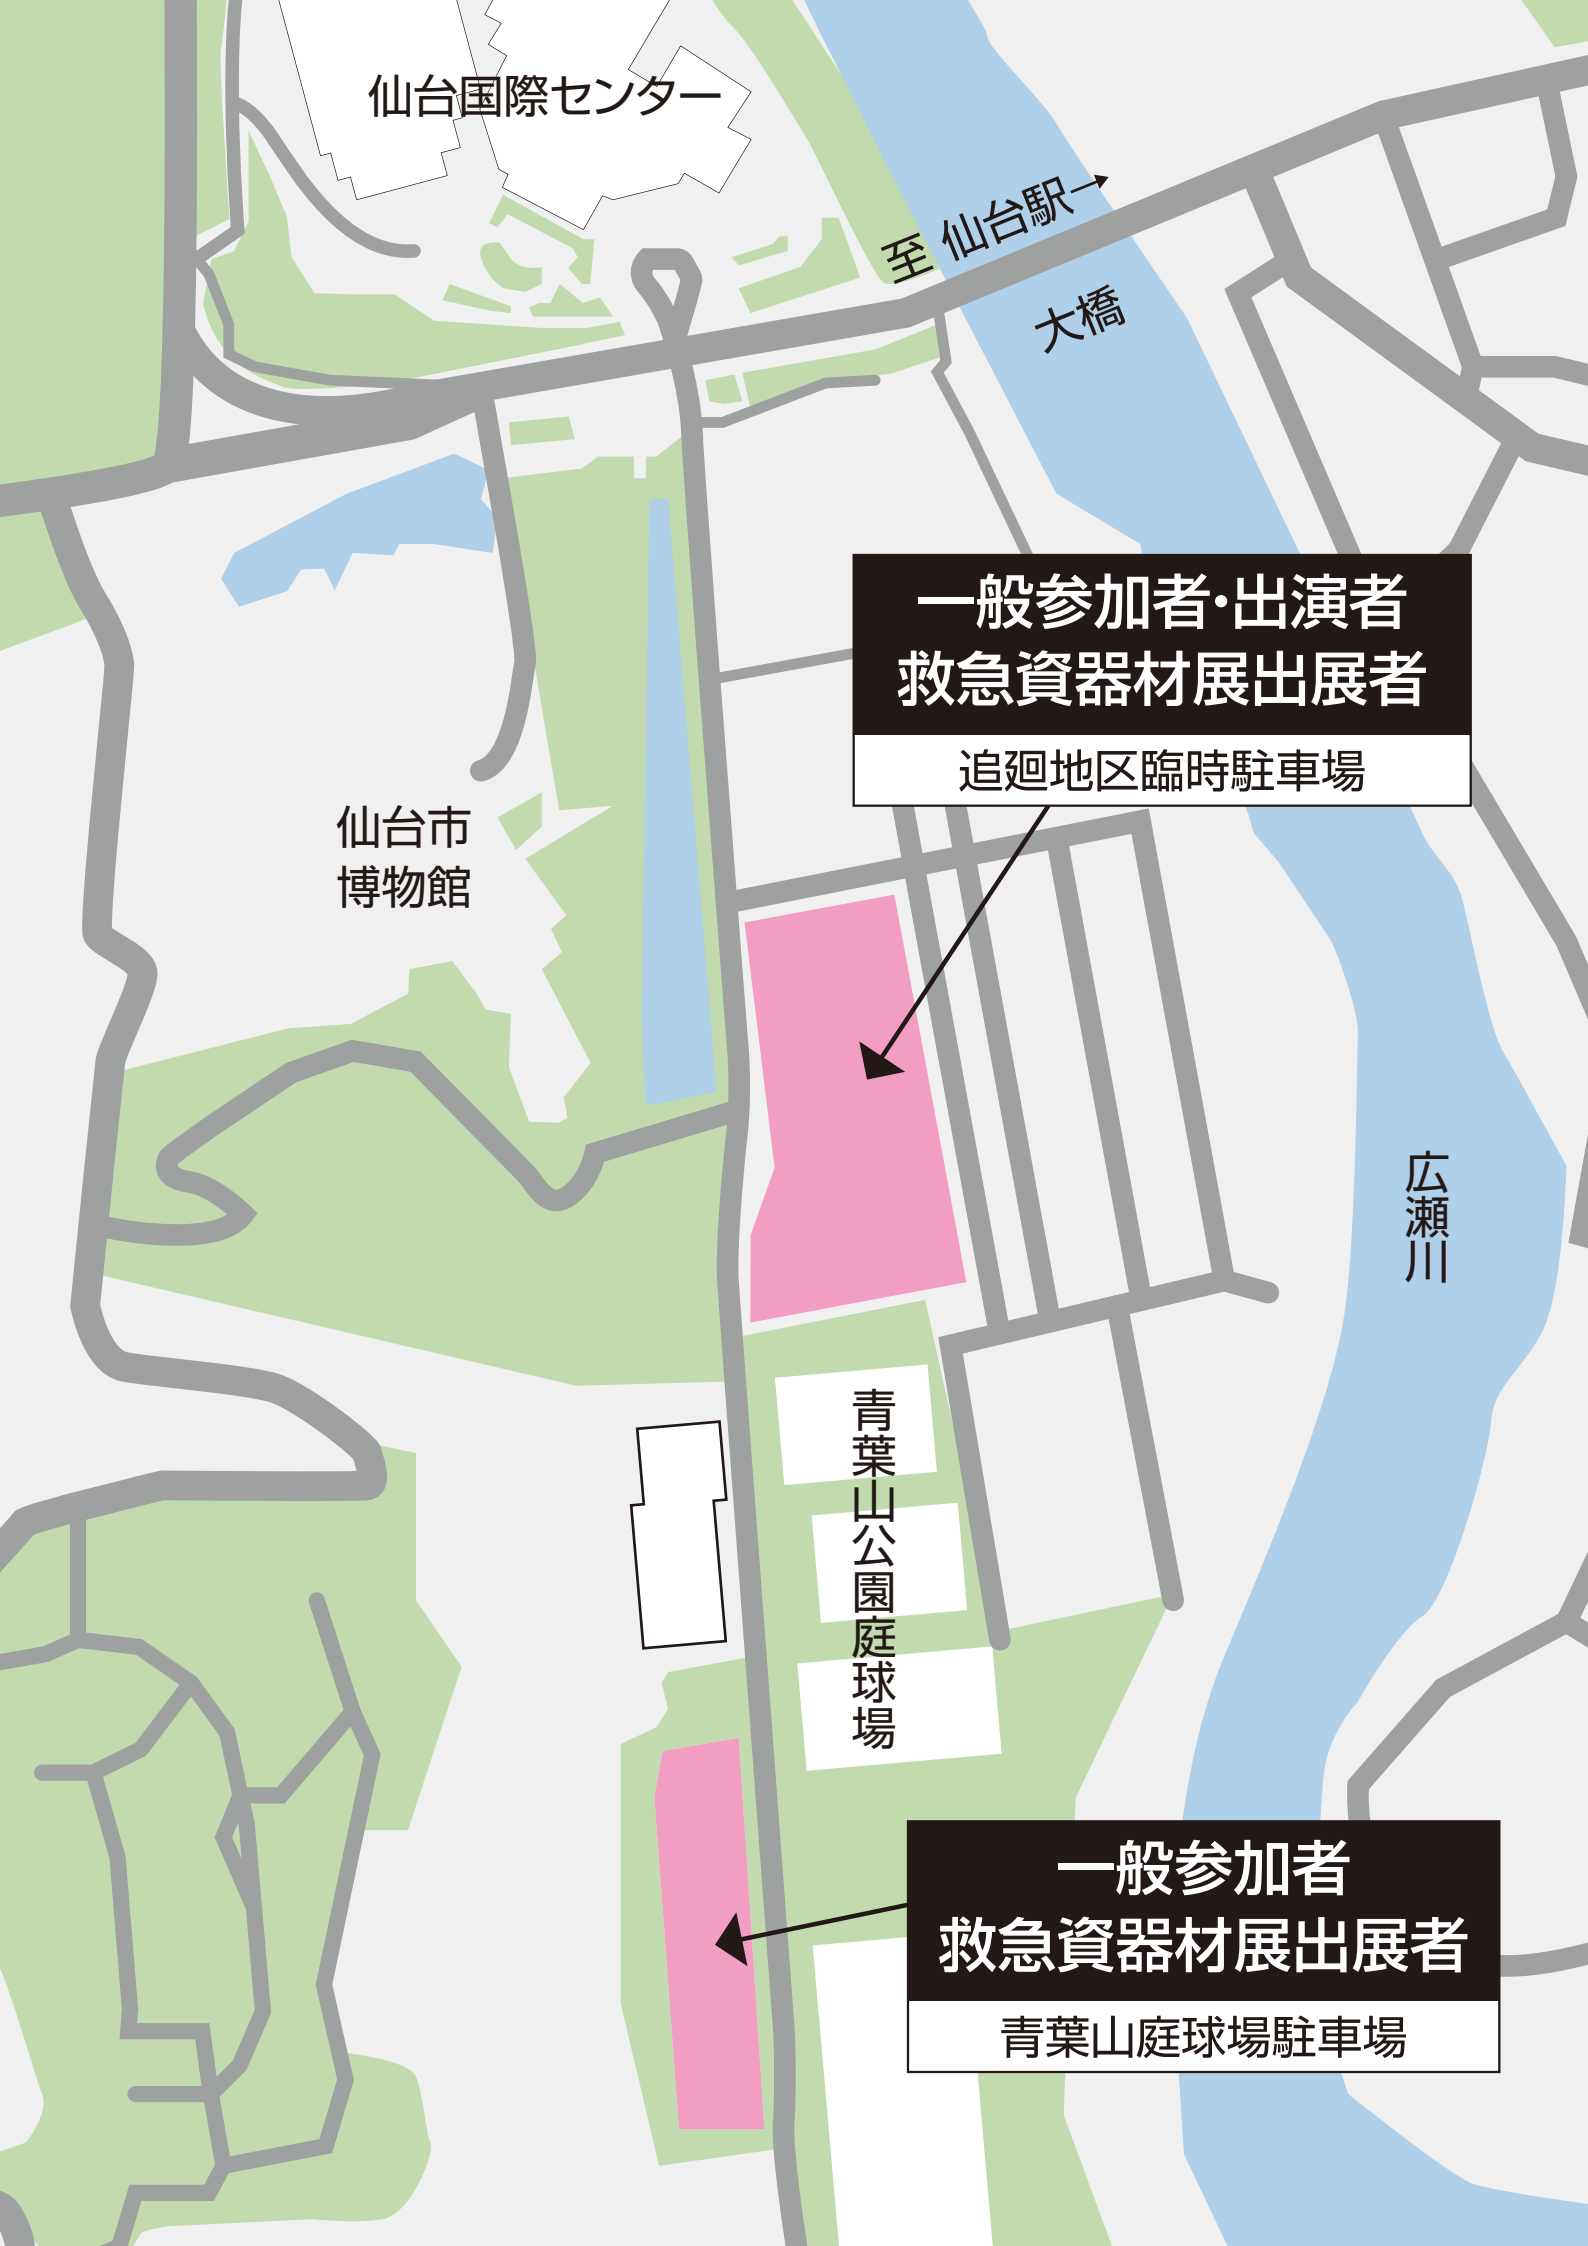 仙台国際センター
至 仙台駅→
大橋
一般参加者・出演者
救急資器材展出展者
追廻地区臨時駐車場
仙台市
博物館
広瀬川
青葉山公園庭球場
一般参加者
救急資器材展出展者
青葉山庭球場駐車場